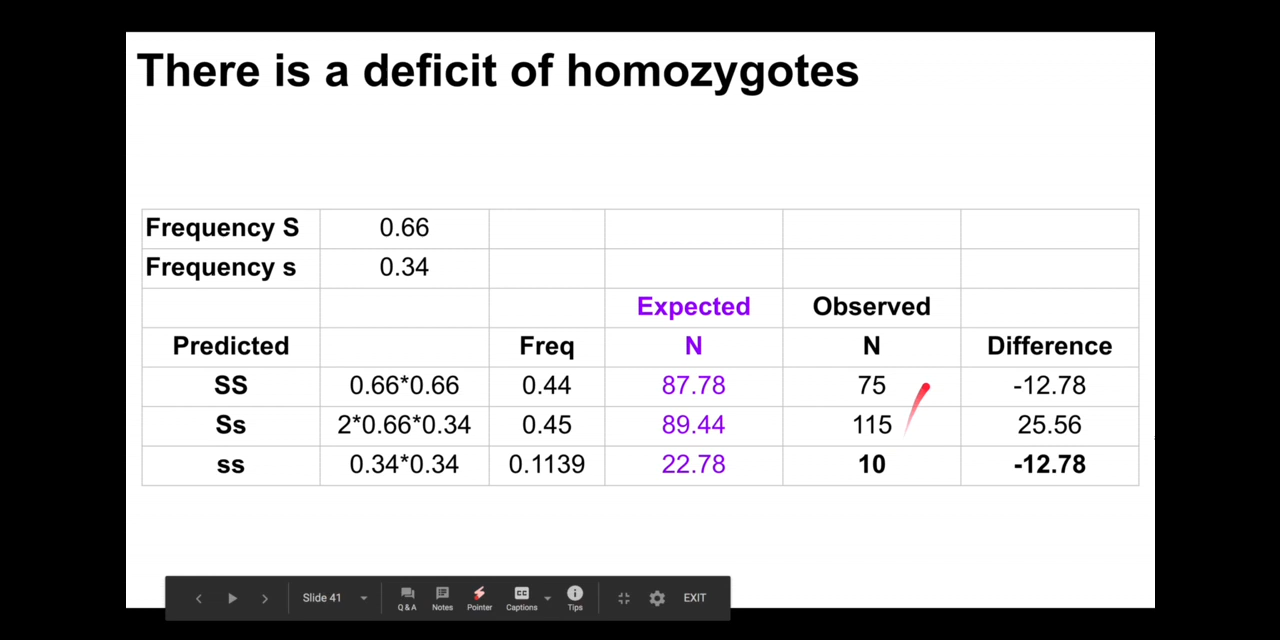 There is a deficit of homozygotes
Frequency S 0.66
Frequency s 0.34
Expected Observed
Predicted Freq N N Difference
SS 0.66*0.66 0.44 87.78 75 -12.78
Ss 2*0.66*0.34 0.45 89.44 115 25.56
ss 0.34*0.34 0.1139 22.78 10 -12.78
Slide 41 Q & A Notes Pointer CC Captions Tips EXIT